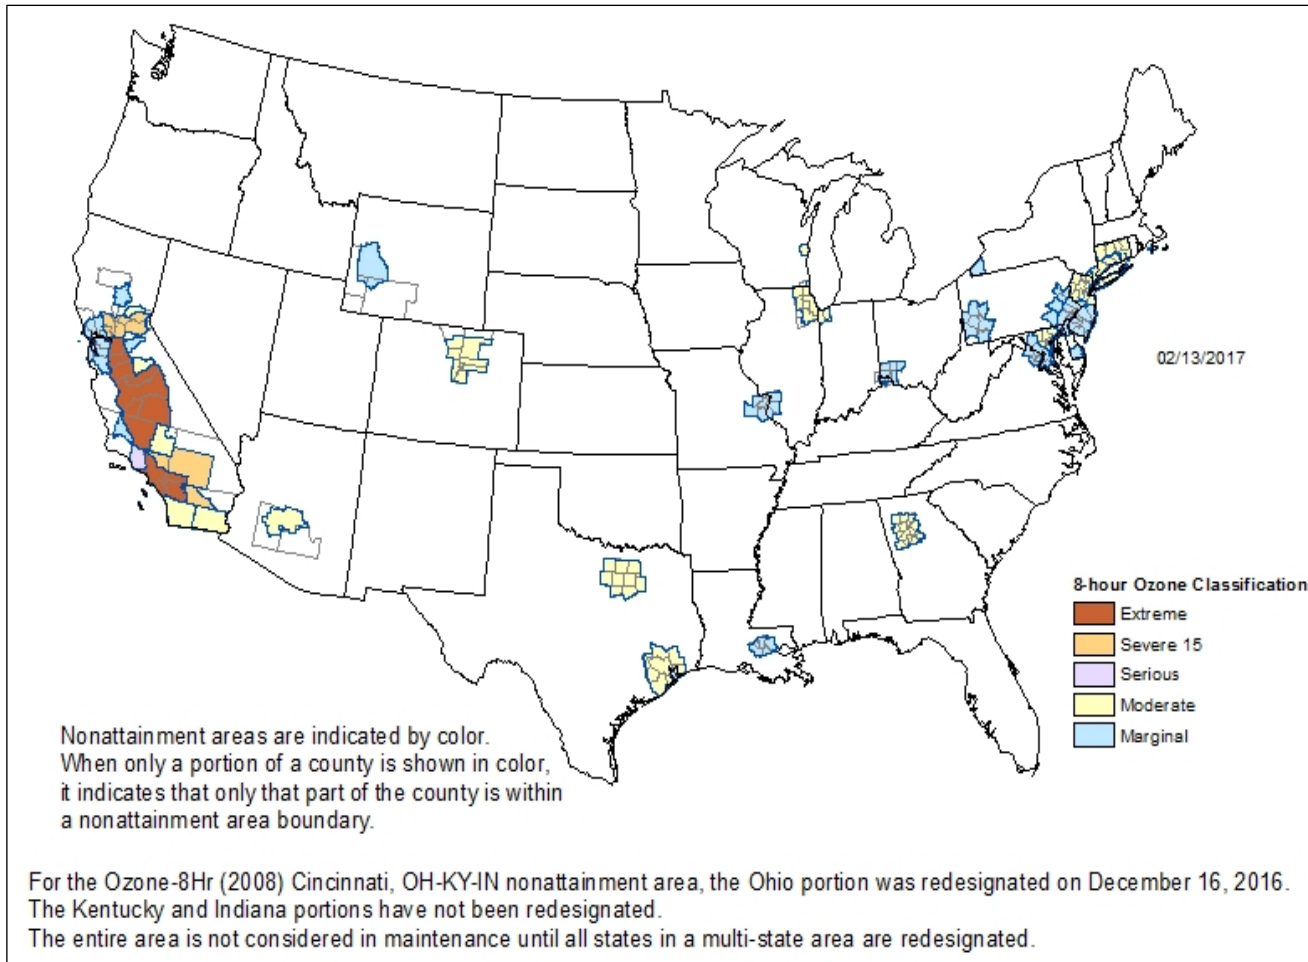 02/13/2017
8-hour Ozone Classification
Extreme
Severe 15
Serious
Moderate
Marginal
Nonattainment areas are indicated by color.
When only a portion of a county is shown in color,
it indicates that only that part of the county is within
a nonattainment area boundary.
For the Ozone-8Hr (2008) Cincinnati, OH-KY-IN nonattainment area, the Ohio portion was redesignated on December 16, 2016.
The Kentucky and Indiana portions have not been redesignated.
The entire area is not considered in maintenance until all states in a multi-state area are redesignated.